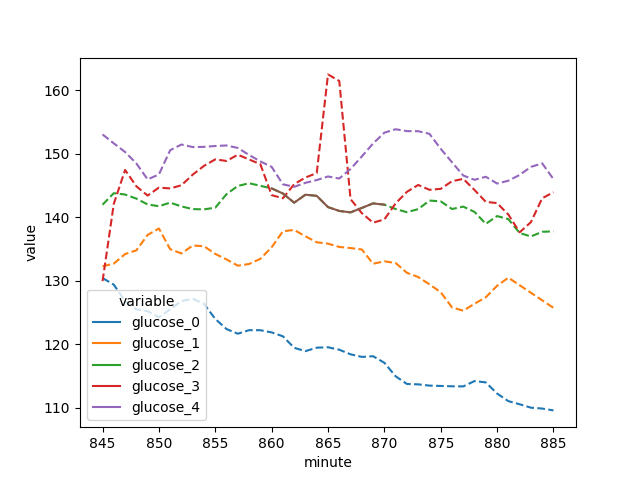 160
150
140
130
120
110
value
variable
glucose_0
glucose_1
glucose_2
glucose_3
glucose_4
845 850 855 860 865 870 875 880 885
minute